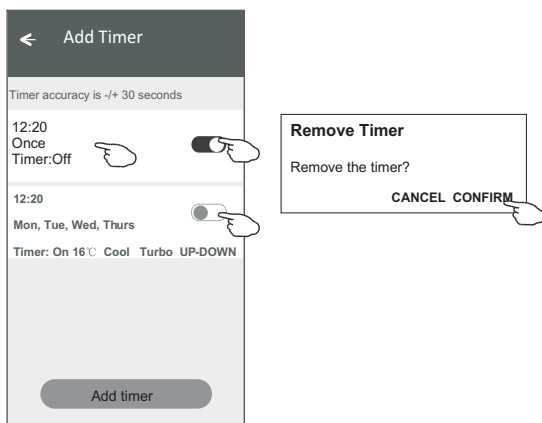 Add Timer
Timer accuracy is -/+ 30 seconds
12:20
Once
Timer:Off
12:20
Mon, Tue, Wed, Thurs
Timer: On 16℃ Cool Turbo UP-DOWN
Add timer
Remove Timer
Remove the timer?
CANCEL CONFIRM